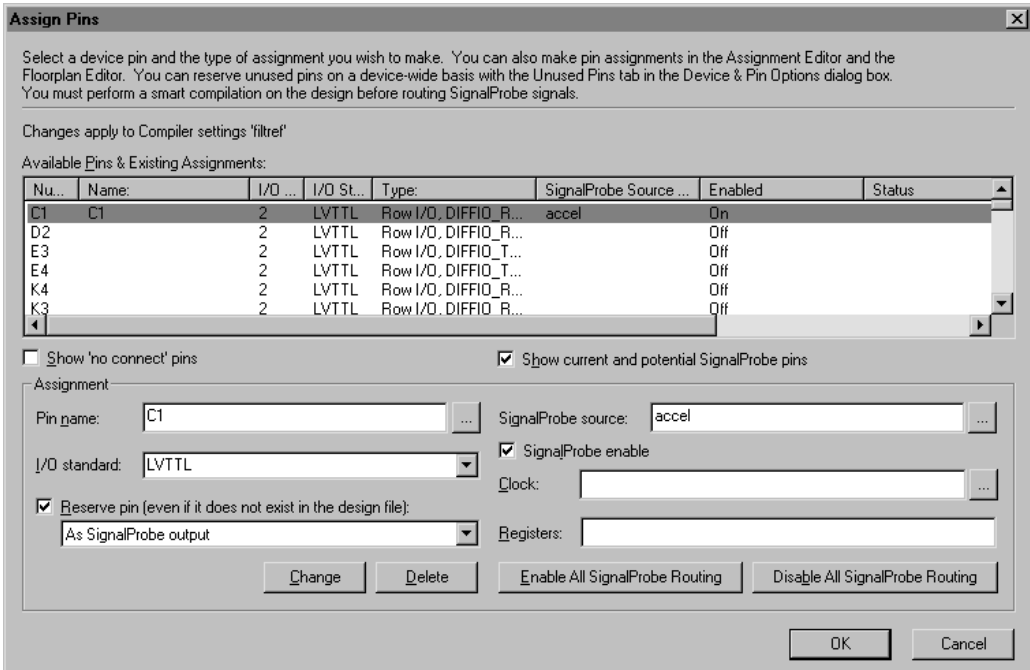 Assign Pins
Select a device pin and the type of assignment you wish to make. You can also make pin assignments in the Assignment Editor and the
Floorplan Editor. You can reserve unused pins on a device-wide basis with the Unused Pins tab in the Device & Pin Options dialog box.
You must perform a smart compilation on the design before routing SignalProbe signals.
Changes apply to Compiler settings 'filtref'
Available Pins & Existing Assignments:
Nu... Name: I/O ... I/O St... Type: SignalProbe Source ... Enabled Status
C1 C1 2 LVTTL Row I/O, DIFFIO_R... accel On
D2 2 LVTTL Row I/O, DIFFIO_R... Off
E3 2 LVTTL Row I/O, DIFFIO_T... Off
E4 2 LVTTL Row I/O, DIFFIO_T... Off
K4 2 LVTTL Row I/O, DIFFIO_R... Off
K3 2 LVTTL Row I/O, DIFFIO_R... Off
Show 'no connect' pins Show current and potential SignalProbe pins
Assignment
Pin name: C1 ... SignalProbe source: accel ...
SignalProbe enable
I/O standard: LVTTL
Clock: ...
Reserve pin (even if it does not exist in the design file):
As SignalProbe output Registers:
Change Delete Enable All SignalProbe Routing Disable All SignalProbe Routing
OK Cancel